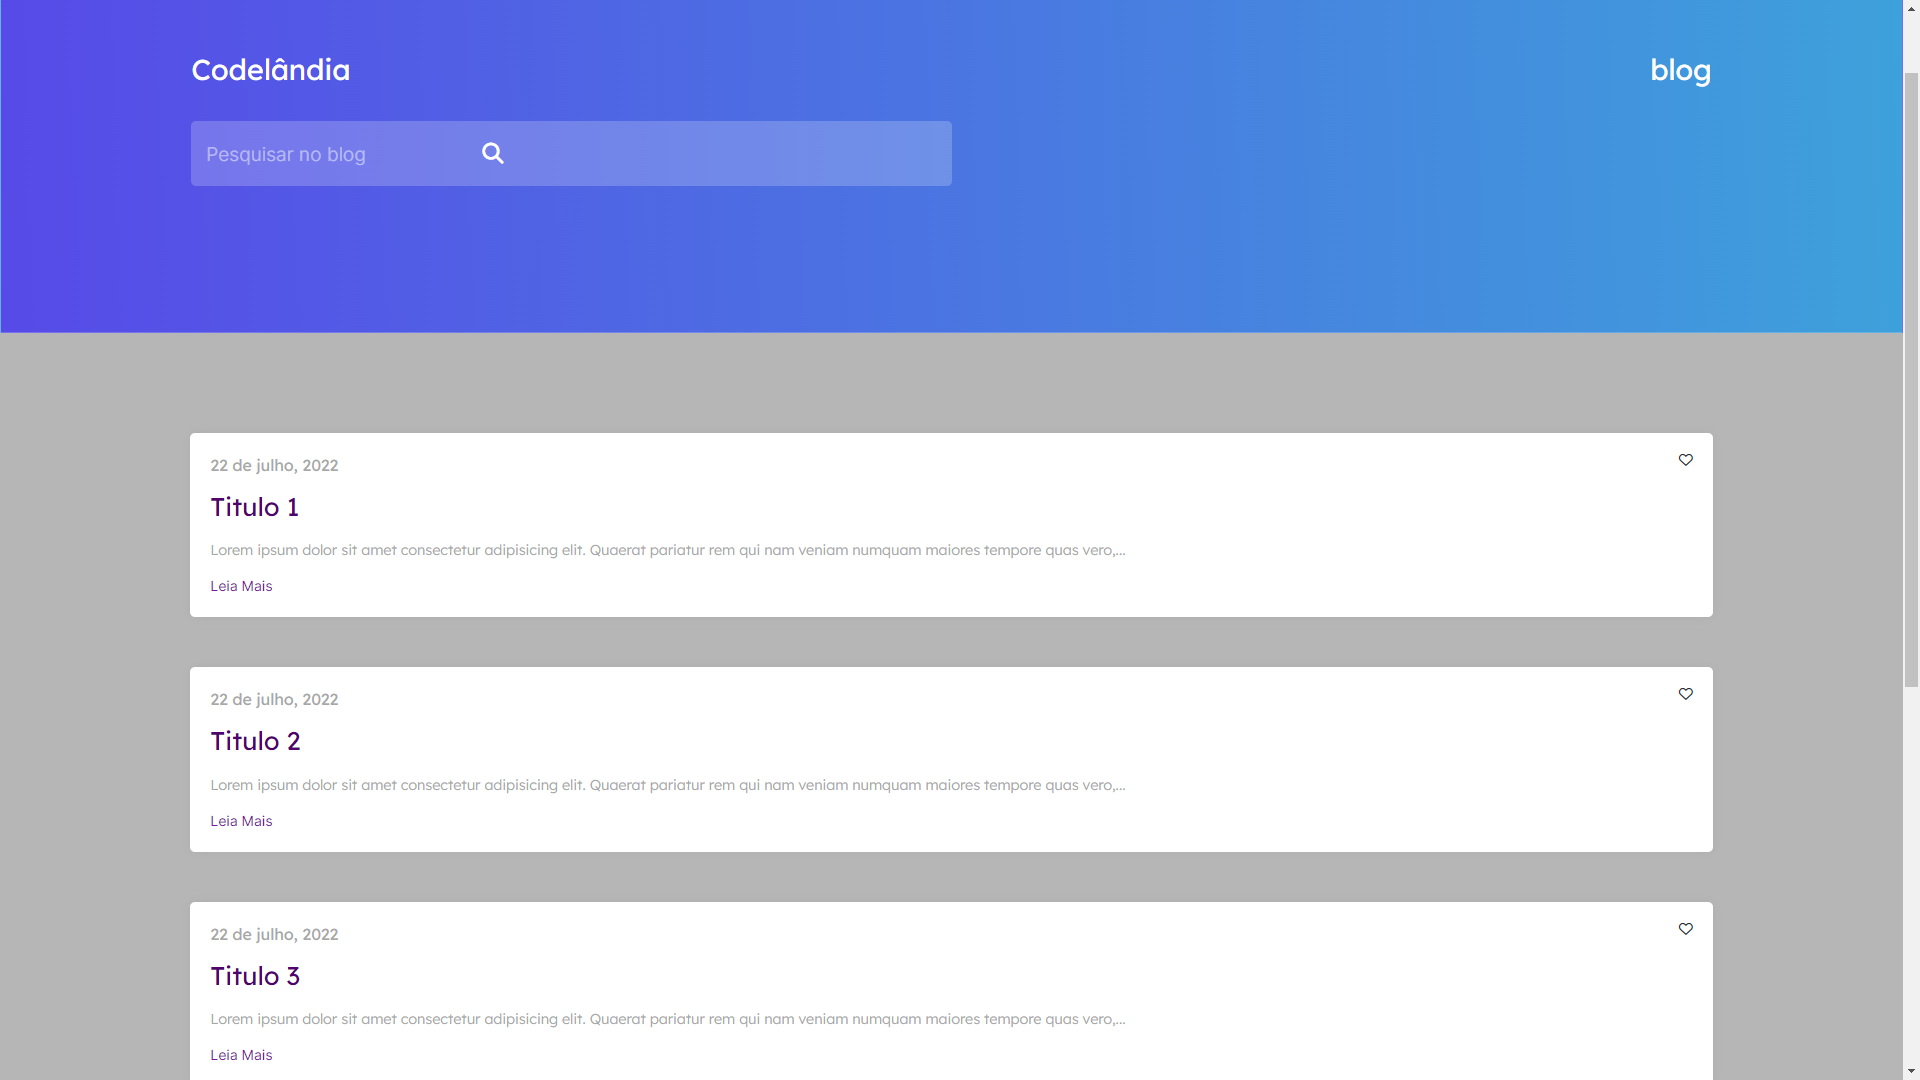 Codelândia
blog
Pesquisar no blog
22 de julho, 2022
Titulo 1
Lorem ipsum dolor sit amet consectetur adipisicing elit. Quaerat pariatur rem qui nam veniam numquam maiores tempore quas vero,...
Leia Mais
22 de julho, 2022
Titulo 2
Lorem ipsum dolor sit amet consectetur adipisicing elit. Quaerat pariatur rem qui nam veniam numquam maiores tempore quas vero,...
Leia Mais
22 de julho, 2022
Titulo 3
Lorem ipsum dolor sit amet consectetur adipisicing elit. Quaerat pariatur rem qui nam veniam numquam maiores tempore quas vero,...
Leia Mais